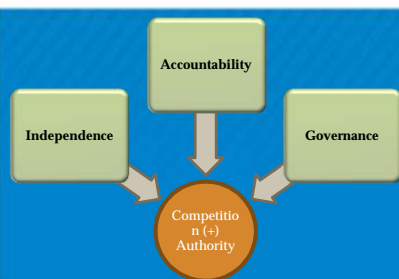 Accountability
Independence
Governance
Competitio
n (+)
Authority